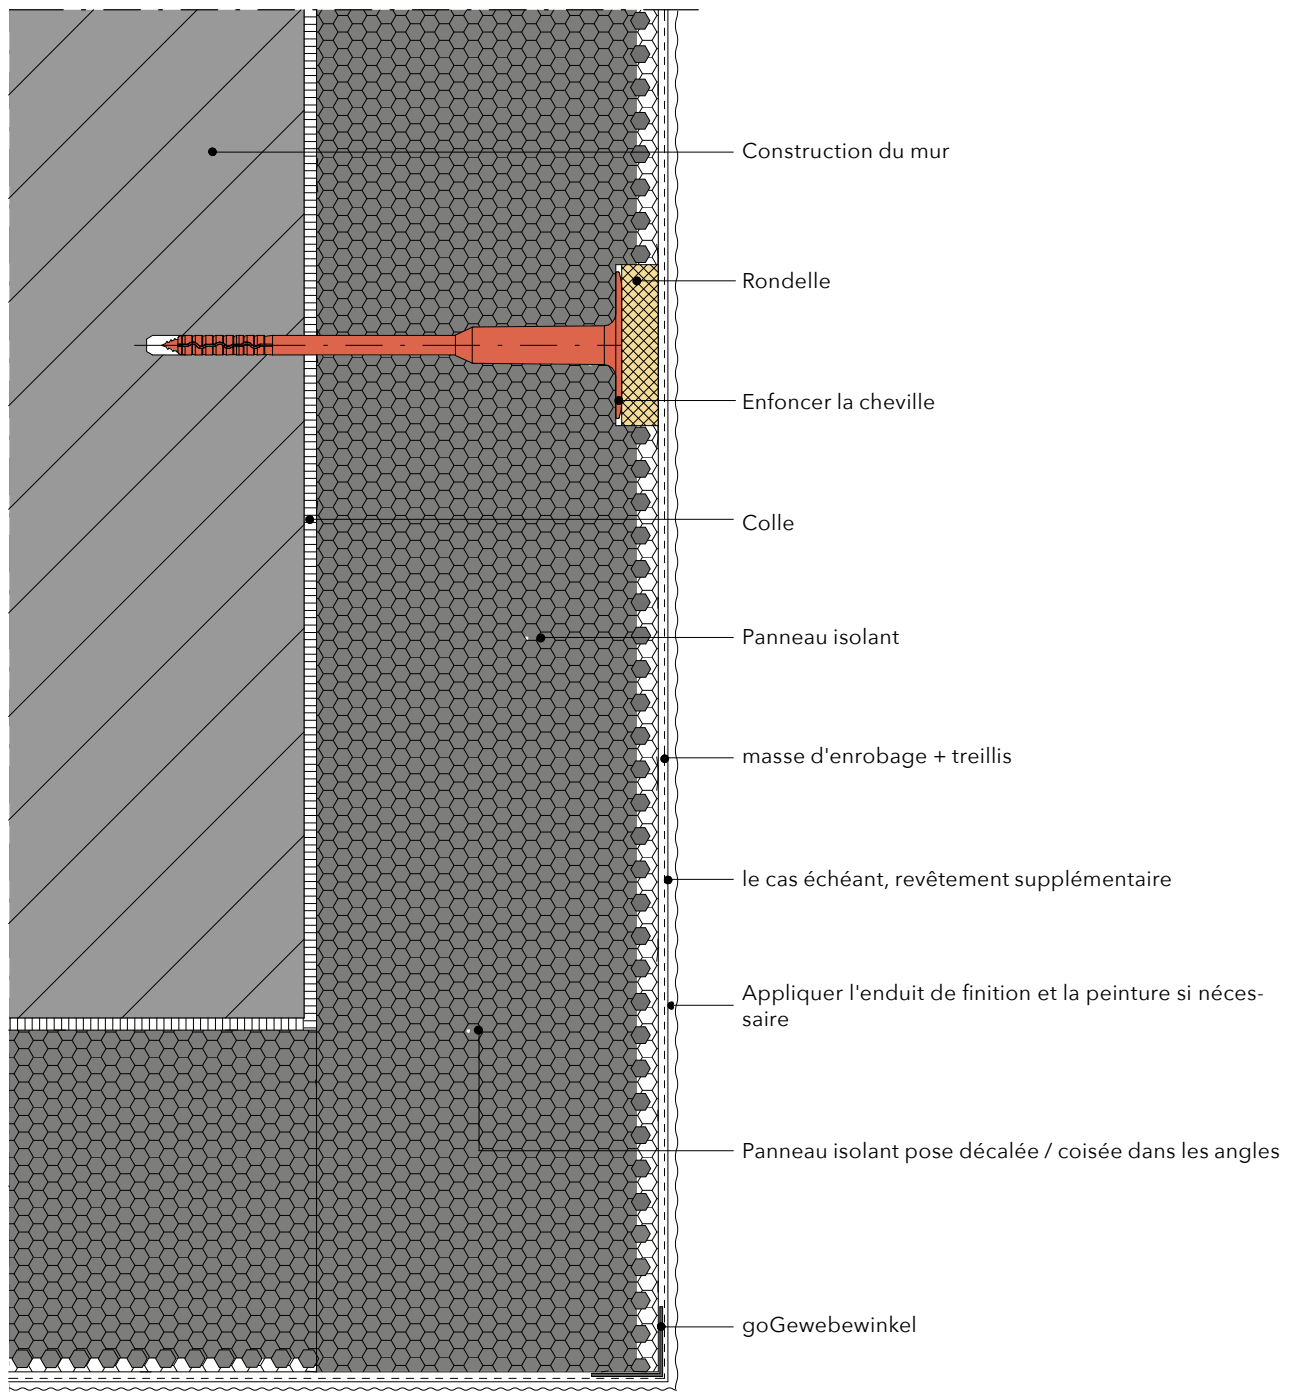 Construction du mur
Rondelle
Enfoncer la cheville
Colle
Panneau isolant
masse d'enrobage + treillis
le cas échéant, revêtement supplémentaire
Appliquer l'enduit de finition et la peinture si néces-
saire
Panneau isolant pose décalée / coisée dans les angles
goGewebewinkel